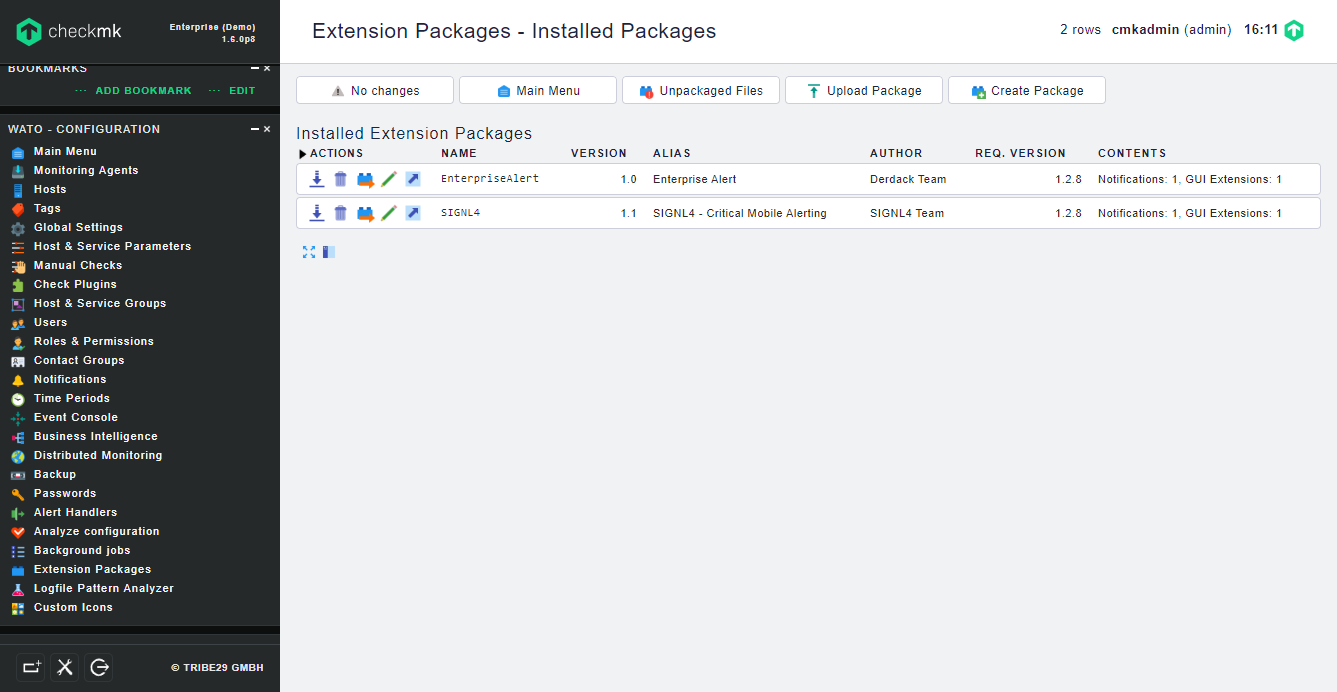 checkmk
Enterprise (Demo)
1.6.0p8
Extension Packages - Installed Packages
2 rows cmkadmin (admin) 16:11
BOOKMARKS
ADD BOOKMARK EDIT
WATO - CONFIGURATION
Main Menu
Monitoring Agents
Hosts
Tags
Global Settings
Host & Service Parameters
Manual Checks
Check Plugins
Host & Service Groups
Users
Roles & Permissions
Contact Groups
Notifications
Time Periods
Event Console
Business Intelligence
Distributed Monitoring
Backup
Passwords
Alert Handlers
Analyze configuration
Background jobs
Extension Packages
Logfile Pattern Analyzer
Custom Icons
© TRIBE29 GMBH
No changes Main Menu Unpackaged Files Upload Package Create Package
Installed Extension Packages
ACTIONS NAME VERSION ALIAS AUTHOR REQ. VERSION CONTENTS
EnterpriseAlert 1.0 Enterprise Alert Derdack Team 1.2.8 Notifications: 1, GUI Extensions: 1
SIGNL4 1.1 SIGNL4 - Critical Mobile Alerting SIGNL4 Team 1.2.8 Notifications: 1, GUI Extensions: 1